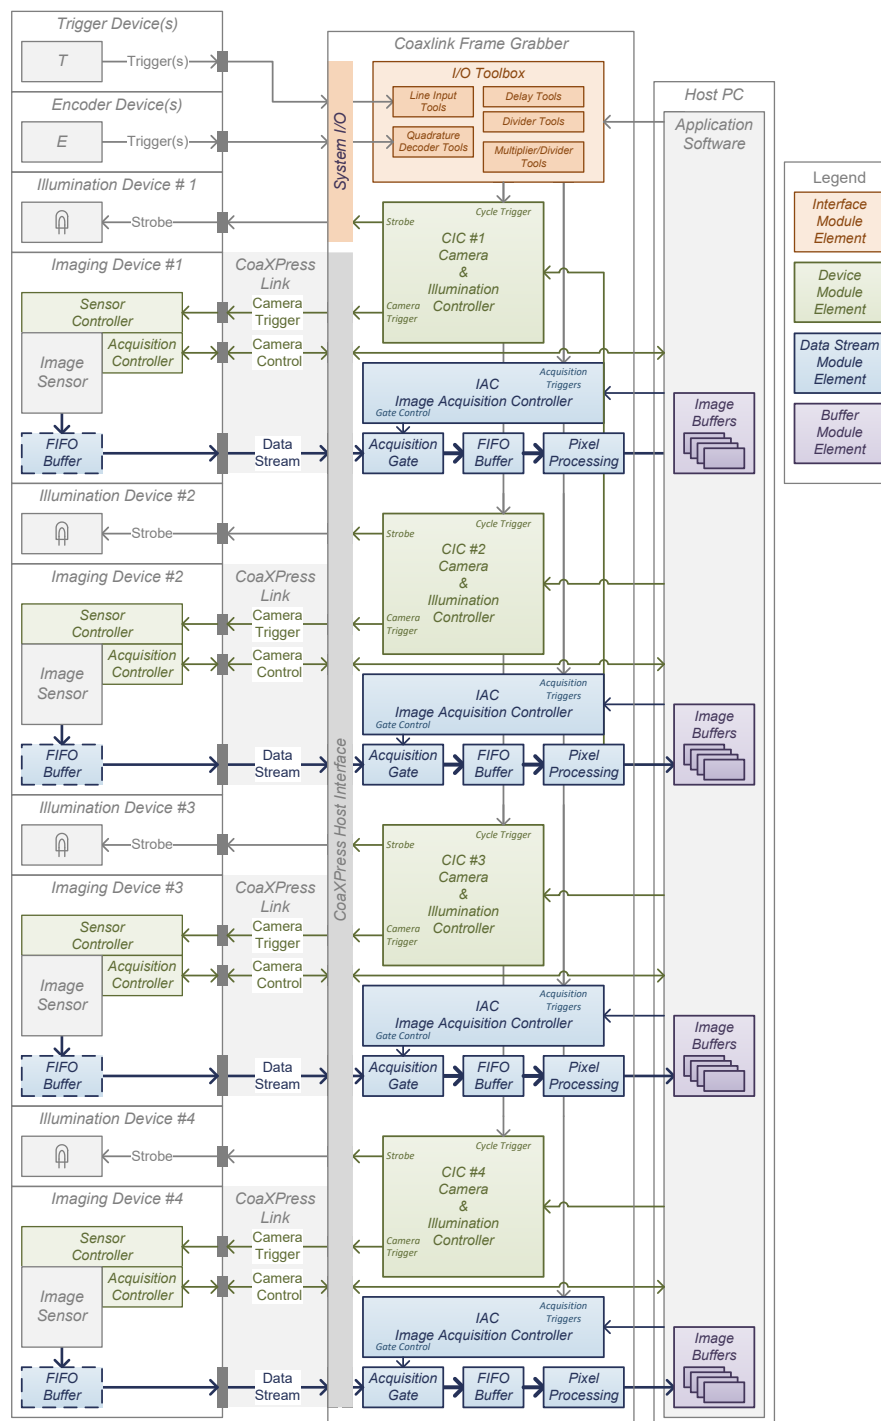 Trigger Device(s)
T
Trigger(s)
Encoder Device(s)
E
Trigger(s)
Illumination Device # 1
Strobe
Coaxlink Frame Grabber
System I/O
I/O Toolbox
Line Input
Tools
Quadrature
Decoder Tools
Delay Tools
Divider Tools
Multiplier/Divider
Tools
Host PC
Application
Software
Legend
Interface
Module
Element
Device
Module
Element
Data Stream
Module
Element
Buffer
Module
Element
CoaXPress Host Interface
Imaging Device #1
Sensor
Controller
Acquisition
Controller
Image
Sensor
FIFO
Buffer
CoaXPress
Link
Camera
Trigger
Camera
Control
Data
Stream
Cycle Trigger
Strobe
CIC #1
Camera
&
Illumination
Controller
Camera
Trigger
Acquisition
Triggers
IAC
Image Acquisition Controller
Gate Control
Acquisition
Gate
FIFO
Buffer
Pixel
Processing
Image
Buffers
Illumination Device #2
Strobe
Imaging Device #2
Sensor
Controller
Acquisition
Controller
Image
Sensor
FIFO
Buffer
CoaXPress
Link
Camera
Trigger
Camera
Control
Data
Stream
Cycle Trigger
Strobe
CIC #2
Camera
&
Illumination
Controller
Camera
Trigger
Acquisition
Triggers
IAC
Image Acquisition Controller
Gate Control
Acquisition
Gate
FIFO
Buffer
Pixel
Processing
Image
Buffers
Illumination Device #3
Strobe
Imaging Device #3
Sensor
Controller
Acquisition
Controller
Image
Sensor
FIFO
Buffer
CoaXPress
Link
Camera
Trigger
Camera
Control
Data
Stream
Cycle Trigger
Strobe
CIC #3
Camera
&
Illumination
Controller
Camera
Trigger
Acquisition
Triggers
IAC
Image Acquisition Controller
Gate Control
Acquisition
Gate
FIFO
Buffer
Pixel
Processing
Image
Buffers
Illumination Device #4
Strobe
Imaging Device #4
Sensor
Controller
Acquisition
Controller
Image
Sensor
FIFO
Buffer
CoaXPress
Link
Camera
Trigger
Camera
Control
Data
Stream
Cycle Trigger
Strobe
CIC #4
Camera
&
Illumination
Controller
Camera
Trigger
Acquisition
Triggers
IAC
Image Acquisition Controller
Gate Control
Acquisition
Gate
FIFO
Buffer
Pixel
Processing
Image
Buffers